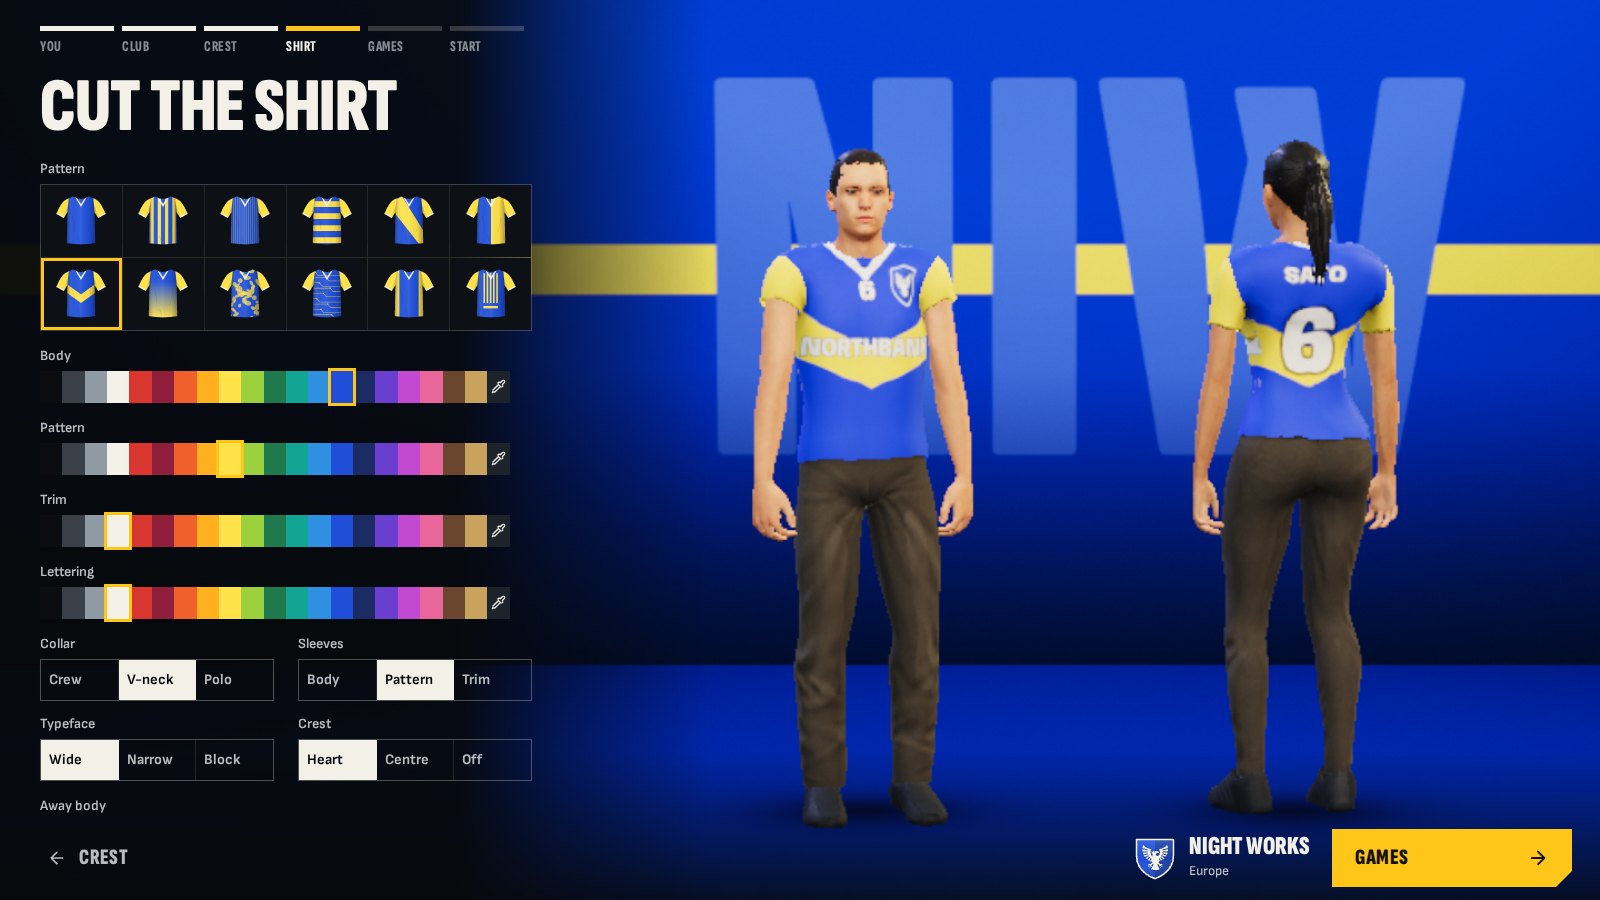 YOU CLUB CREST SHIRT GAMES START
CUT THE SHIRT
Pattern
Body
Pattern
Trim
Lettering
Collar Sleeves
Crew V-neck Polo Body Pattern Trim
Typeface Crest
Wide Narrow Block Heart Centre Off
Away body
CREST
NIW
SATO
6
6
NORTHBANK
NIGHT WORKS
Europe
GAMES